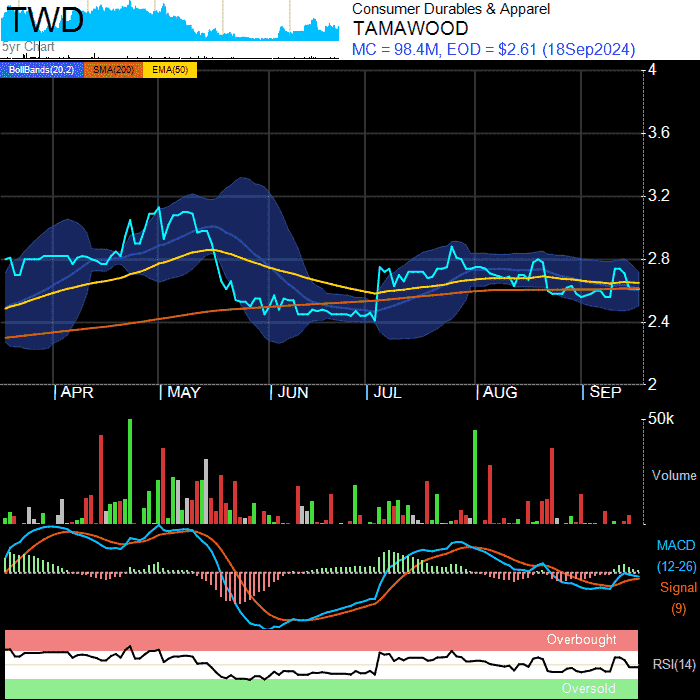 TWD
5yr Chart
Consumer Durables & Apparel
TAMAWOOD
MC = 98.4M, EOD = $2.61 (18Sep2024)
BollBands(20,2) SMA(200) EMA(50)
4
3.6
3.2
2.8
2.4
2
APR MAY JUN JUL AUG SEP
50k
Volume
MACD
(12-26)
Signal
(9)
Overbought
RSI(14)
Oversold